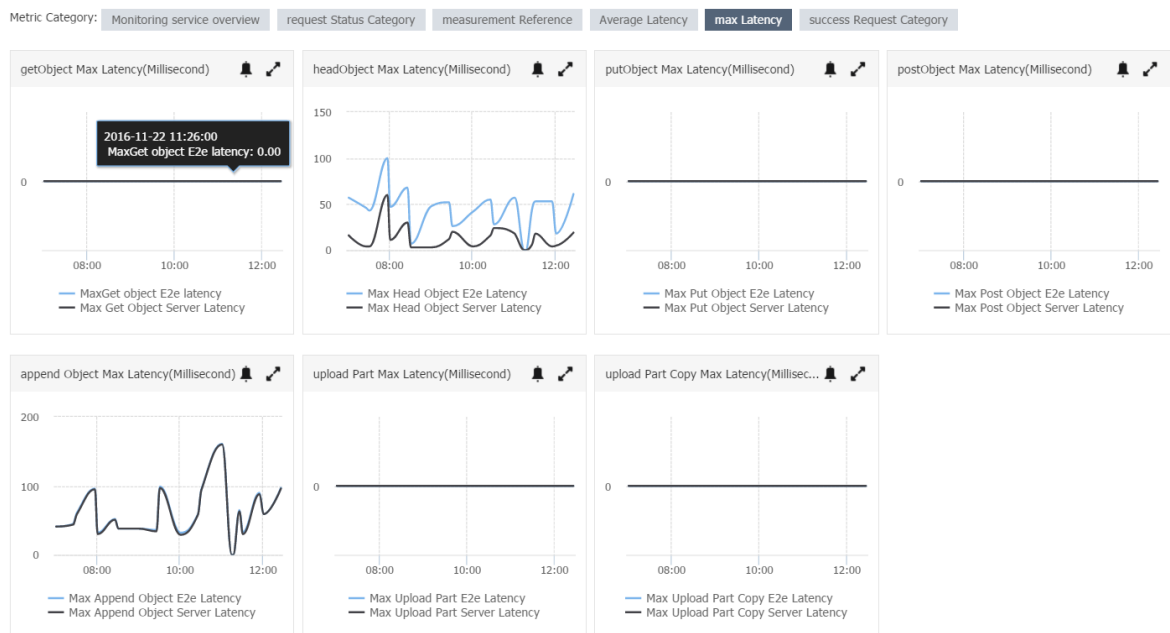 Metric Category: Monitoring service overview request Status Category measurement Reference Average Latency max Latency success Request Category
getObject Max Latency(Millisecond)
2016-11-22 11:26:00
MaxGet object E2e latency: 0.00
0
08:00 10:00 12:00
MaxGet object E2e latency
Max Get Object Server Latency
headObject Max Latency(Millisecond)
150
100
50
0
08:00 10:00 12:00
Max Head Object E2e Latency
Max Head Object Server Latency
putObject Max Latency(Millisecond)
0
08:00 10:00 12:00
Max Put Object E2e Latency
Max Put Object Server Latency
postObject Max Latency(Millisecond)
0
08:00 10:00 12:00
Max Post Object E2e Latency
Max Post Object Server Latency
append Object Max Latency(Millisecond)
200
100
0
08:00 10:00 12:00
Max Append Object E2e Latency
Max Append Object Server Latency
upload Part Max Latency(Millisecond)
0
08:00 10:00 12:00
Max Upload Part E2e Latency
Max Upload Part Server Latency
upload Part Copy Max Latency(Millisec...
0
08:00 10:00 12:00
Max Upload Part Copy E2e Latency
Max Upload Part Copy Server Latency